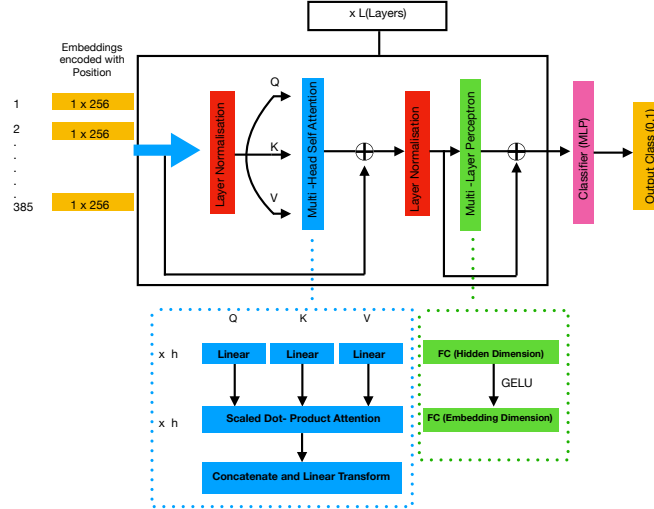 x L(Layers)
Embeddings
encoded with
Position
1
1 x 256
2
1 x 256
.
.
.
.
.
385
1 x 256
Layer Normalisation
Q
K
V
Multi -Head Self Attention
Layer Normalisation
Multi -Layer Perceptron
Classifier (MLP)
Output Class (0,1)
Q K V
x h
Linear Linear Linear
x h
Scaled Dot- Product Attention
Concatenate and Linear Transform
FC (Hidden Dimension)
GELU
FC (Embedding Dimension)